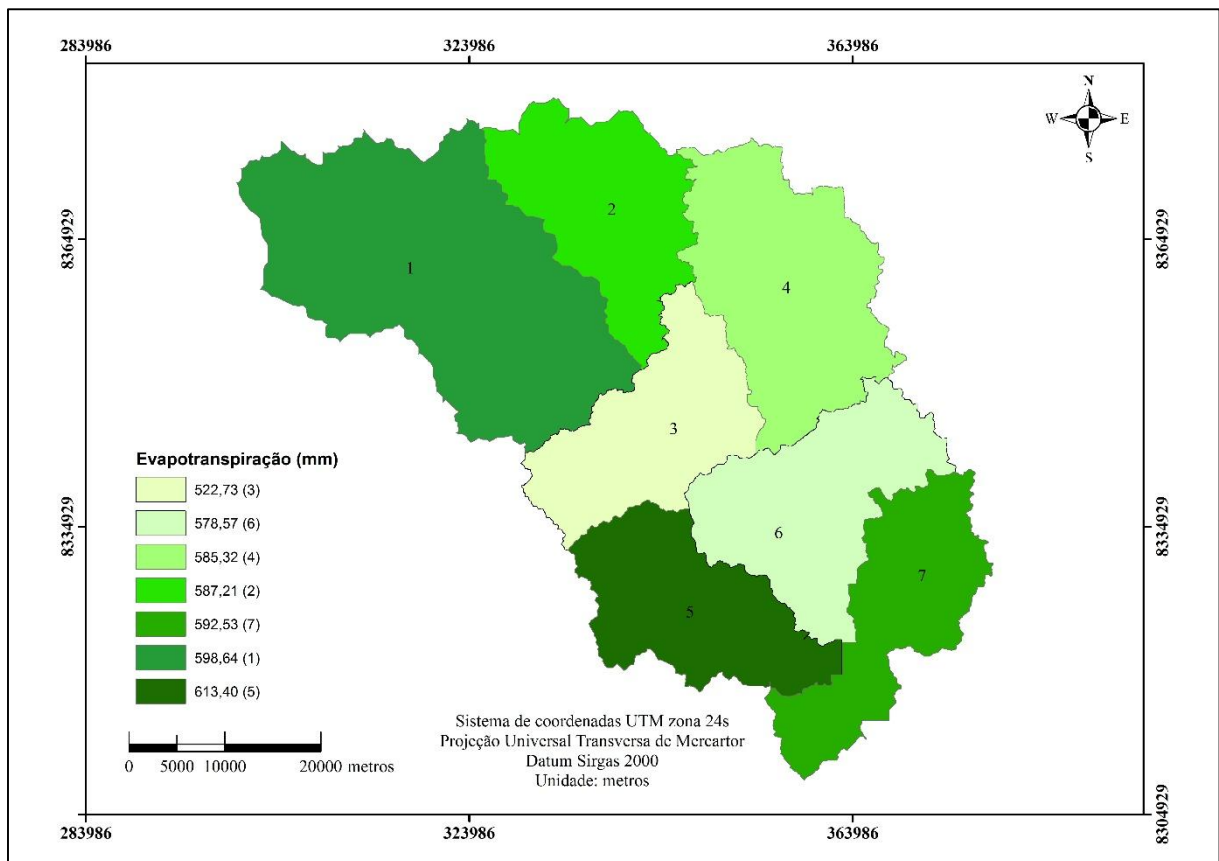 283986
323986
363986
N
W
E
S
8364929
8364929
2
1
4
3
Evapotranspiração (mm)
522,73 (3)
578,57 (6)
585,32 (4)
587,21 (2)
592,53 (7)
598,64 (1)
613,40 (5)
8334929
8334929
6
7
5
Sistema de coordenadas UTM zona 24s
Projeção Universal Transversa de Mercartor
Datum Sirgas 2000
Unidade: metros
0 5000 10000 20000 metros
8304929
283986
323986
363986